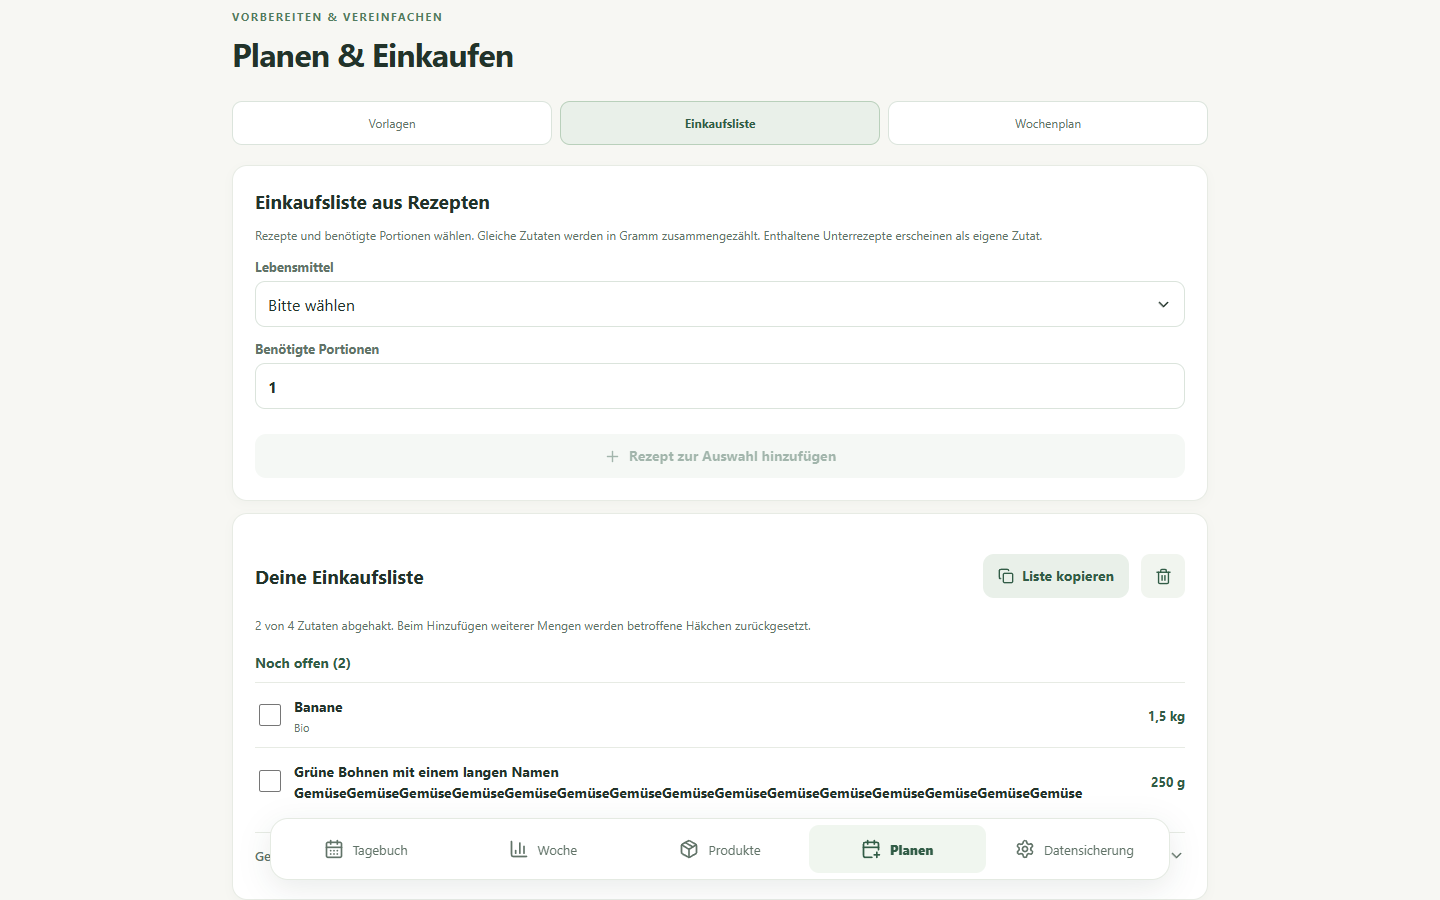 VORBEREITEN & VEREINFACHEN
Planen & Einkaufen
Vorlagen
Einkaufsliste
Wochenplan
Einkaufsliste aus Rezepten
Rezepte und benötigte Portionen wählen. Gleiche Zutaten werden in Gramm zusammengezählt. Enthaltene Unterrezepte erscheinen als eigene Zutat.
Lebensmittel
Bitte wählen
Benötigte Portionen
1
Rezept zur Auswahl hinzufügen
Deine Einkaufsliste
Liste kopieren
2 von 4 Zutaten abgehakt. Beim Hinzufügen weiterer Mengen werden betroffene Häkchen zurückgesetzt.
Noch offen (2)
Banane
Bio
1,5 kg
Grüne Bohnen mit einem langen Namen
GemüseGemüseGemüseGemüseGemüseGemüseGemüseGemüseGemüseGemüseGemüseGemüseGemüseGemüseGemüse
250 g
Ge
Tagebuch
Woche
Produkte
Planen
Datensicherung